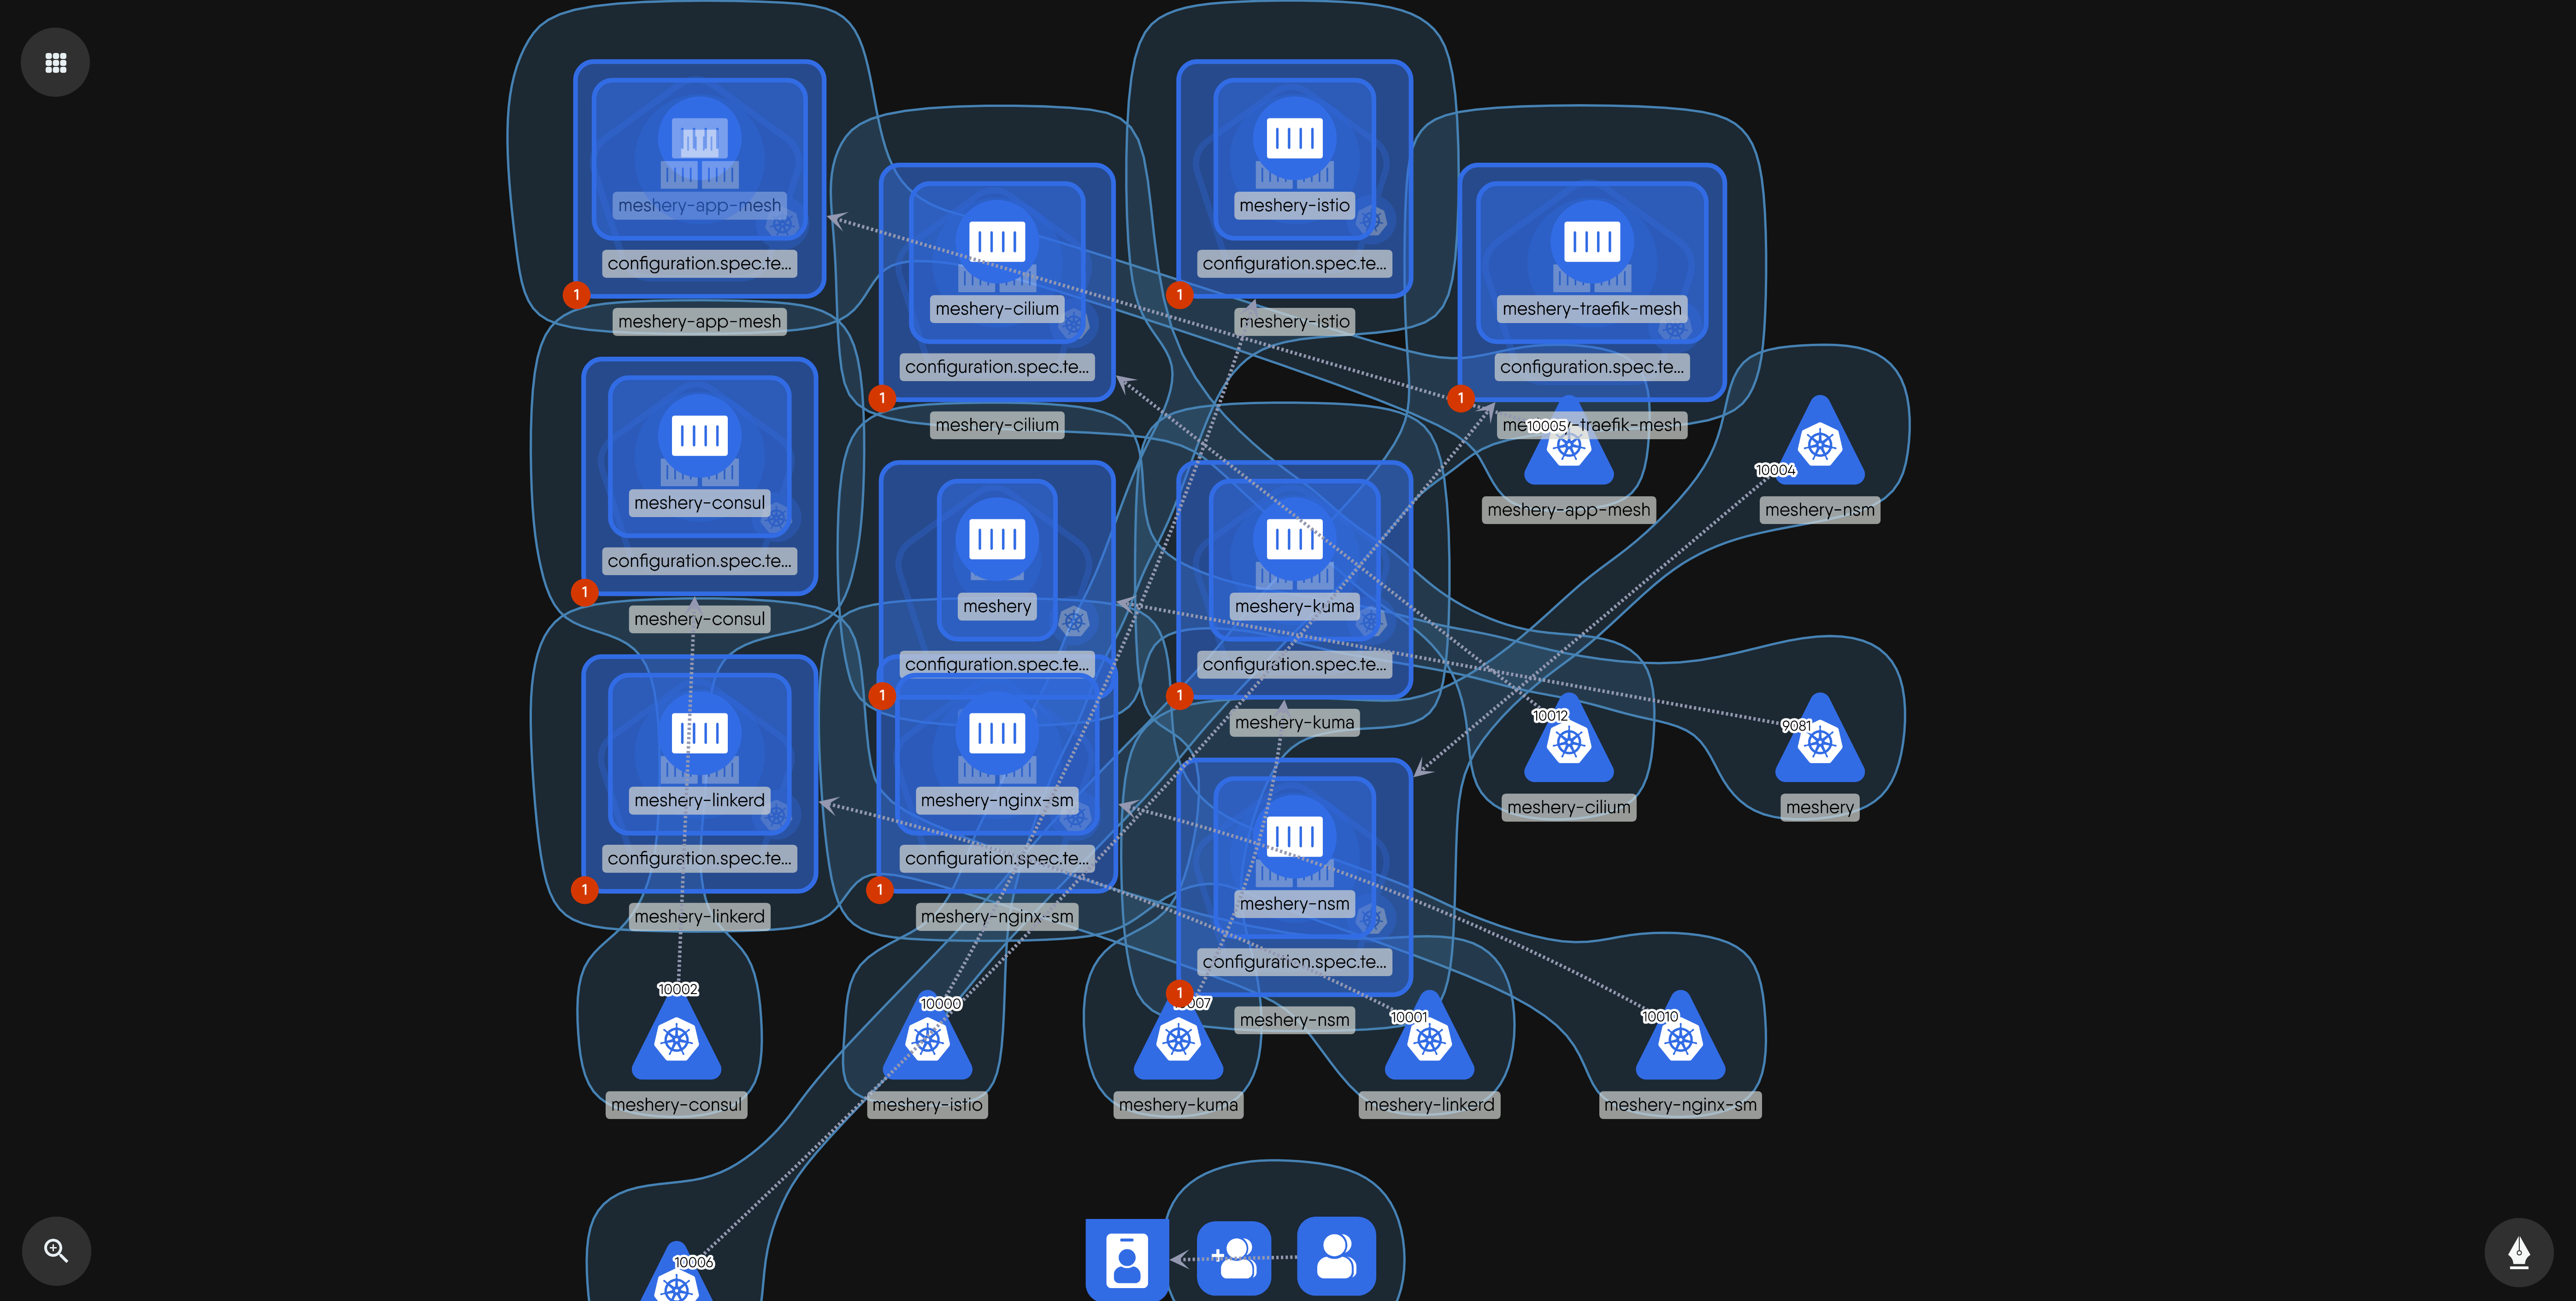 meshery-app-mesh
configuration.spec.te...
1
meshery-app-mesh
meshery-istio
configuration.spec.te...
1
meshery-istio
meshery-cilium
configuration.spec.te...
1
meshery-cilium
meshery-traefik-mesh
configuration.spec.te...
1
10005
meshery-app-mesh
10004
meshery-nsm
meshery-consul
configuration.spec.te...
1
meshery-consul
meshery
configuration.spec.te...
1
meshery-kuma
configuration.spec.te...
1
meshery-kuma
10012
meshery-cilium
9081
meshery
meshery-linkerd
configuration.spec.te...
1
meshery-linkerd
meshery-nginx-sm
configuration.spec.te...
1
meshery-nginx-sm
meshery-nsm
configuration.spec.te...
1
meshery-nsm
10002
meshery-consul
10000
meshery-istio
meshery-kuma
10001
meshery-linkerd
10010
meshery-nginx-sm
10006